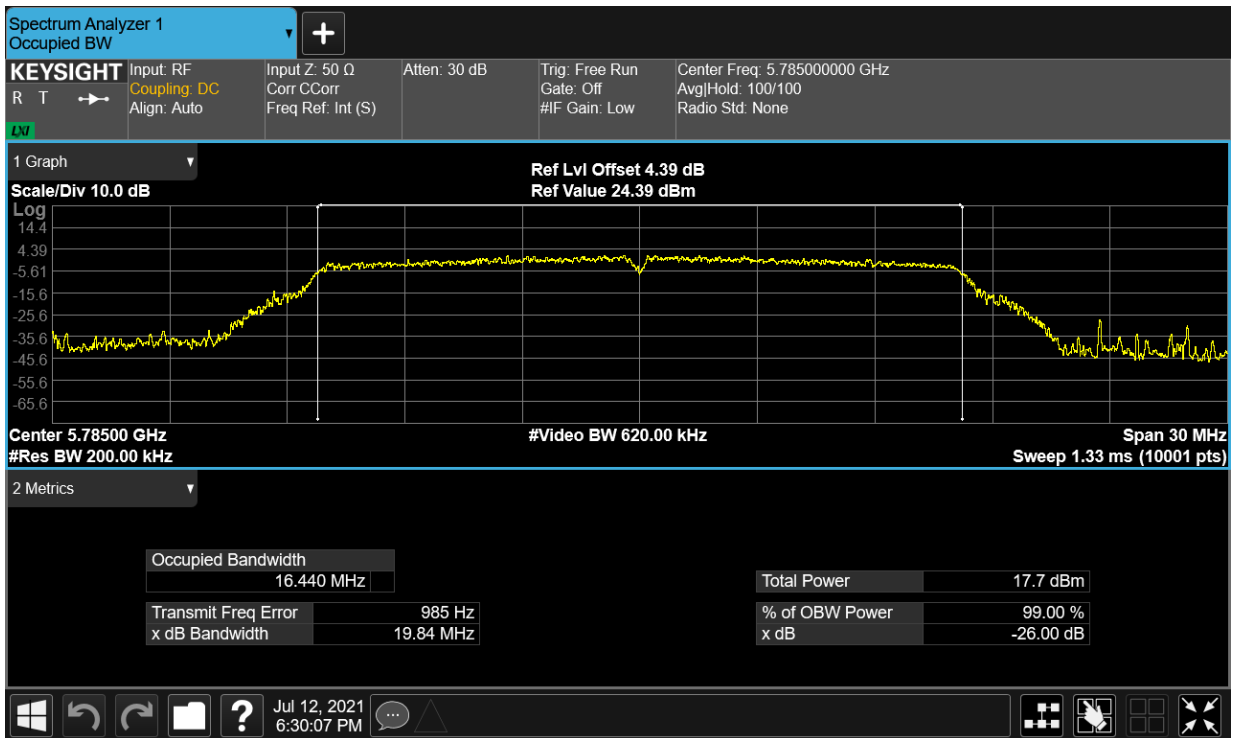 Spectrum Analyzer 1
Occupied BW
KEYSIGHT
R T
LXI
Input: RF
Coupling: DC
Align: Auto
Input Z: 50 Ω
Corr CCorr
Freq Ref: Int (S)
Atten: 30 dB
Trig: Free Run
Gate: Off
#IF Gain: Low
Center Freq: 5.785000000 GHz
Avg|Hold: 100/100
Radio Std: None
1 Graph
Scale/Div 10.0 dB
Ref Lvl Offset 4.39 dB
Ref Value 24.39 dBm
Log
14.4
4.39
-5.61
-15.6
-25.6
-35.6
-45.6
-55.6
-65.6
Center 5.78500 GHz
#Res BW 200.00 kHz
#Video BW 620.00 kHz
Span 30 MHz
Sweep 1.33 ms (10001 pts)
2 Metrics
Occupied Bandwidth
16.440 MHz
Transmit Freq Error 985 Hz
x dB Bandwidth 19.84 MHz
Total Power 17.7 dBm
% of OBW Power 99.00 %
x dB -26.00 dB
?
Jul 12, 2021
6:30:07 PM